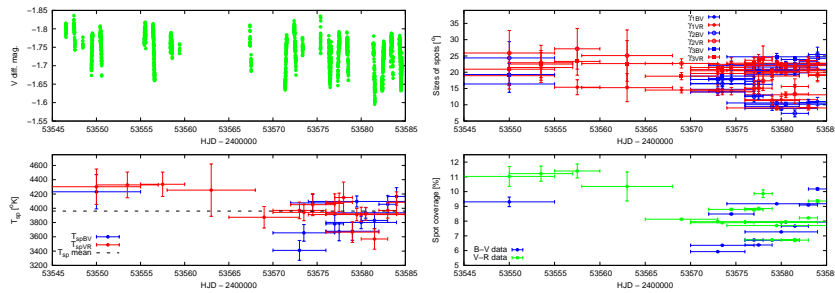 −1.85
−1.8
−1.75
−1.7
−1.65
−1.6
−1.55
V diff. mag.
53545 53550 53555 53560 53565 53570 53575 53580 53585
HJD − 2400000
35
30
25
20
15
10
5
Sizes of spots [°]
γ1BV
γ1VR
γ2BV
γ2VR
γ3BV
γ3VR
53545 53550 53555 53560 53565 53570 53575 53580 53585
HJD − 2400000
4200
4000
3800
3600
3400
3200
Tsp [°K]
TspBV
TspVR
Tsp mean
53545 53550 53555 53560 53565 53570 53575 53580 53585
HJD − 2400000
12
11
10
9
8
7
6
5
Spot coverage [%]
B−V data
V−R data
53545 53550 53555 53560 53565 53570 53575 53580 53585
HJD − 2400000